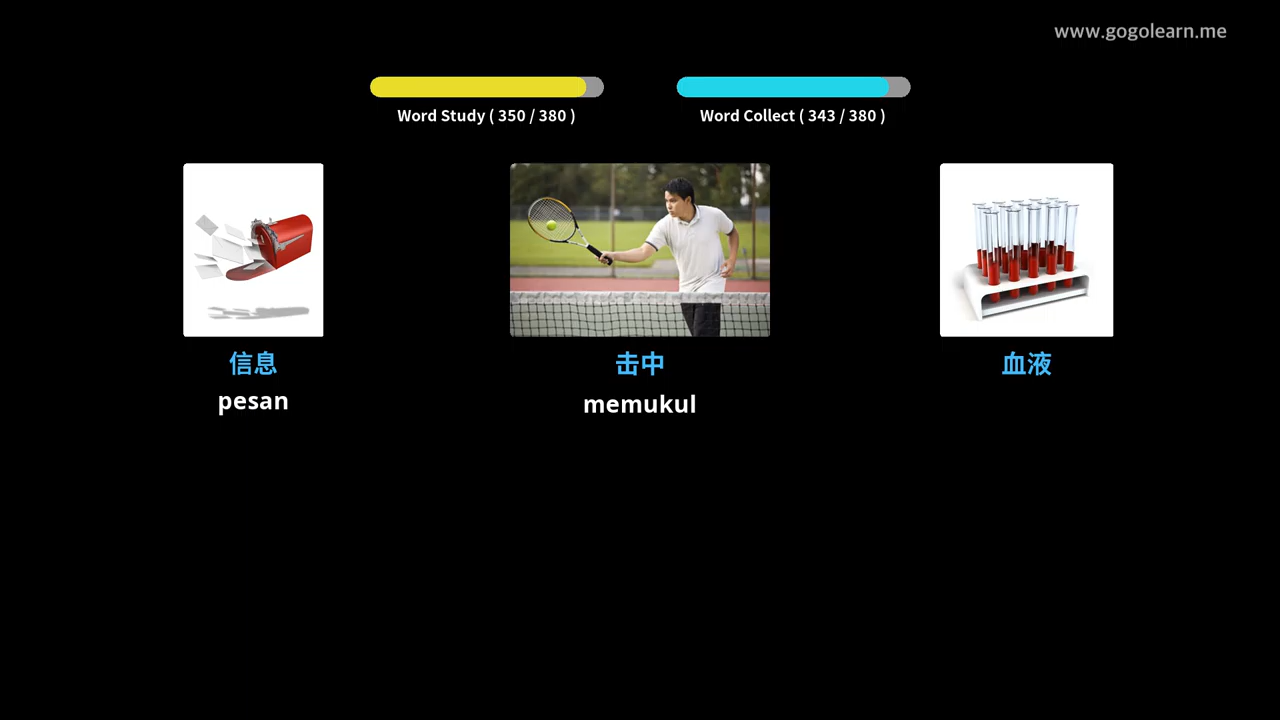 www.gogolearn.me
Word Study ( 350 / 380 )
Word Collect ( 343 / 380 )
信息
击中
血液
pesan
memukul